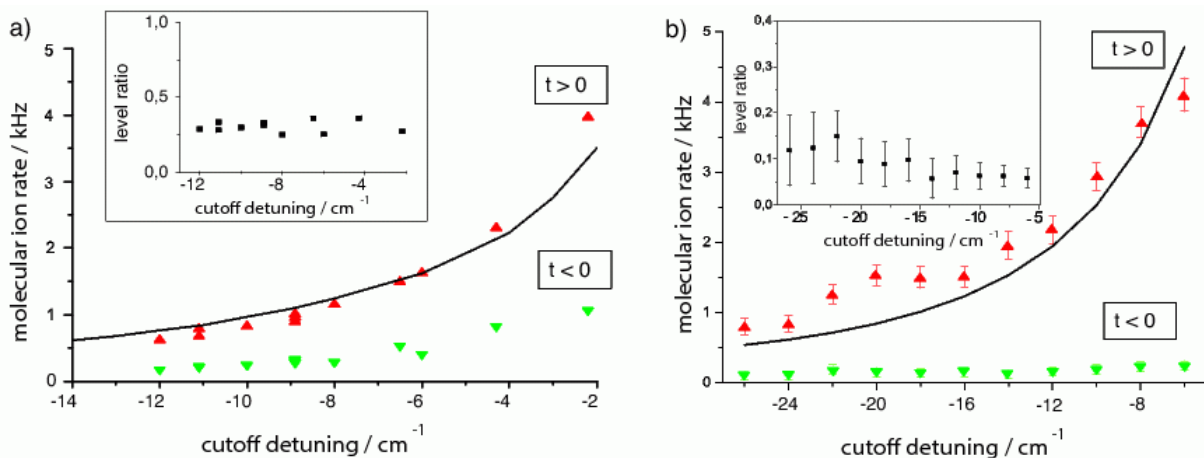 a)
molecular ion rate / kHz
5
4
3
2
1
0
-14
-12
-10
-8
-6
-4
-2
cutoff detuning / cm⁻¹
t > 0
t < 0
level ratio
1,0
0,5
0,0
-12
-8
-4
cutoff detuning / cm⁻¹
b)
molecular ion rate / kHz
5
4
3
2
1
0
-24
-20
-16
-12
-8
cutoff detuning / cm⁻¹
t > 0
t < 0
level ratio
0,4
0,3
0,2
0,1
0,0
- 25
- 20
-15
-10
-5
cutoff detuning / cm⁻¹